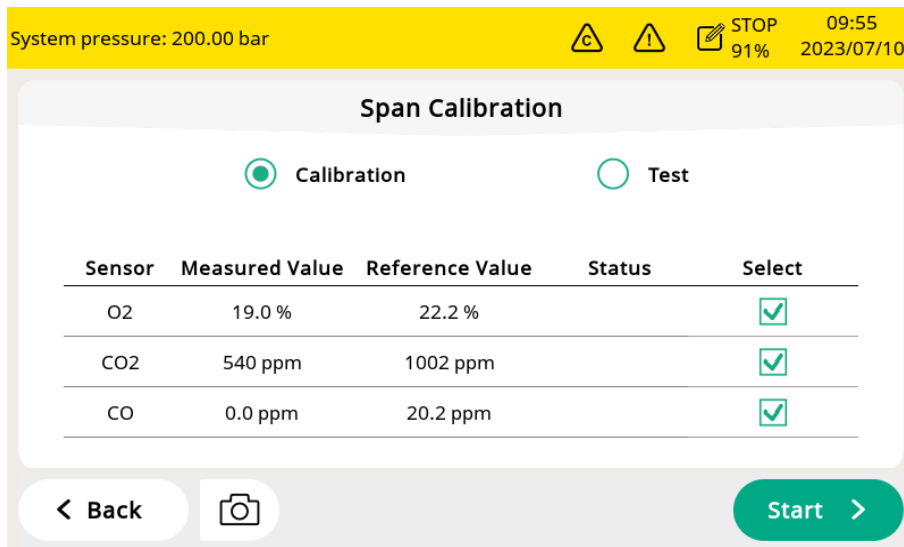 System pressure: 200.00 bar
C
!
STOP
91%
09:55
2023/07/10
Span Calibration
Calibration
Test
Sensor Measured Value Reference Value Status Select
O2 19.0 % 22.2 %
CO2 540 ppm 1002 ppm
CO 0.0 ppm 20.2 ppm
Back
Start